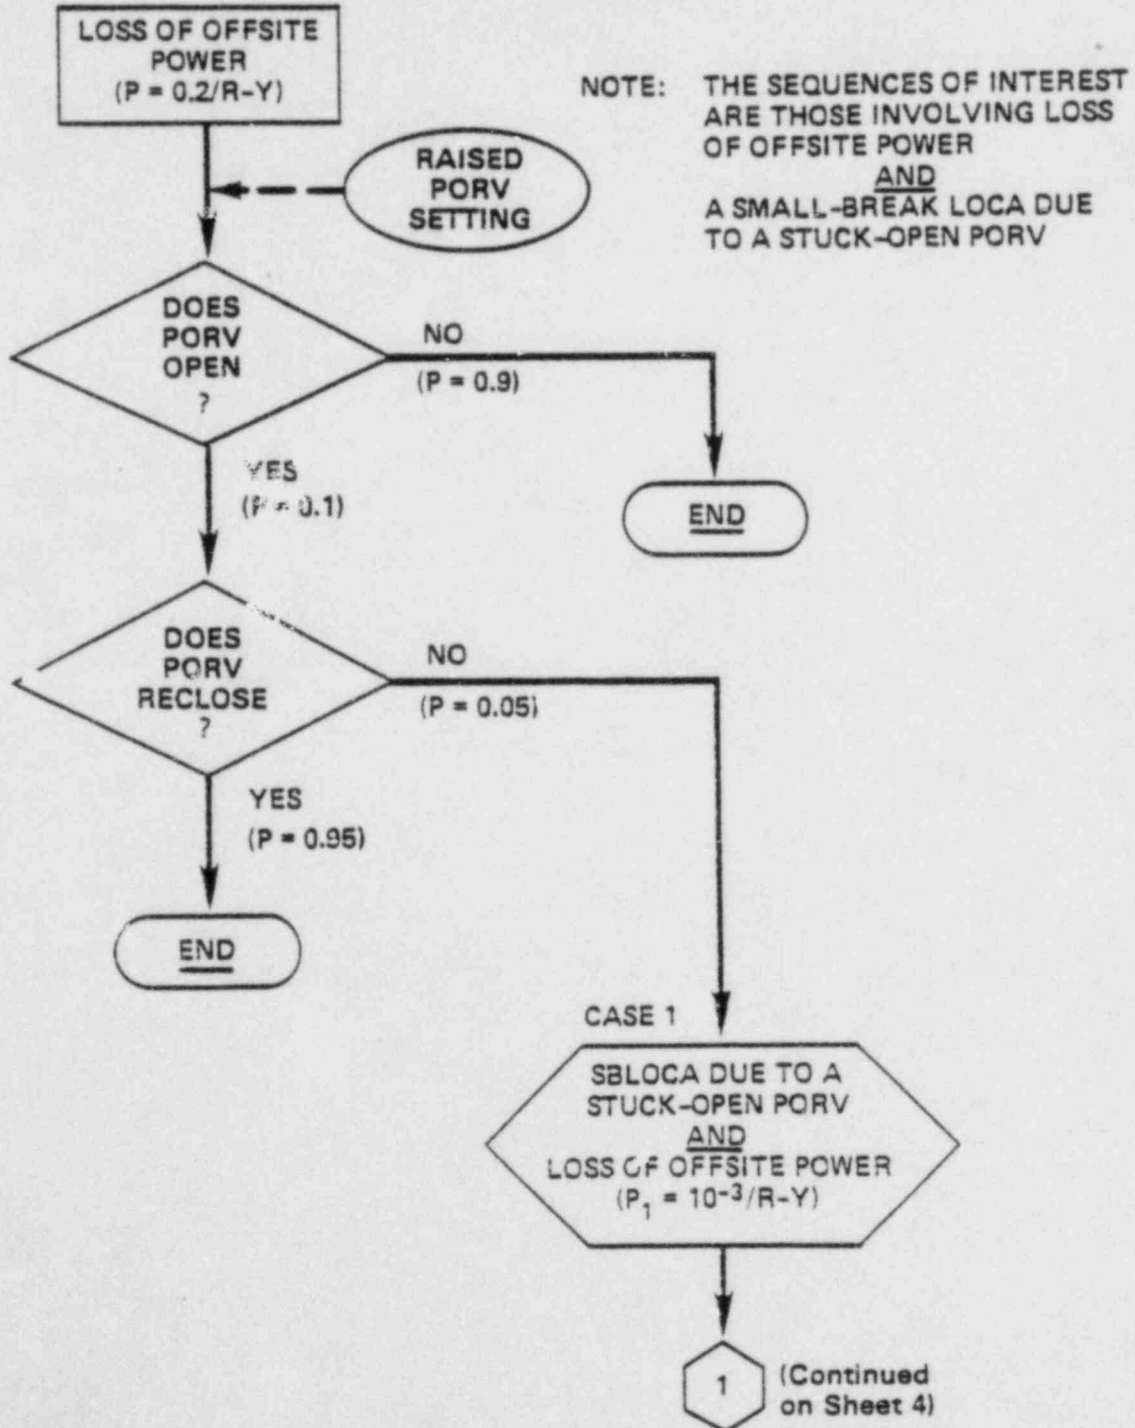 LOSS OF OFFSITE
POWER
(P = 0.2/R-Y)
NOTE: THE SEQUENCES OF INTEREST
ARE THOSE INVOLVING LOSS
OF OFFSITE POWER
AND
A SMALL-BREAK LOCA DUE
TO A STUCK-OPEN PORV
RAISED
PORV
SETTING
DOES
PORV
OPEN
?
NO
(P = 0.9)
END
YES
(P = 0.1)
DOES
PORV
RECLOSE
?
NO
(P = 0.05)
YES
(P = 0.95)
END
CASE 1
SBLOCA DUE TO A
STUCK-OPEN PORV
AND
LOSS OF OFFSITE POWER
(P₁ = 10⁻³/R-Y)
1
(Continued
on Sheet 4)